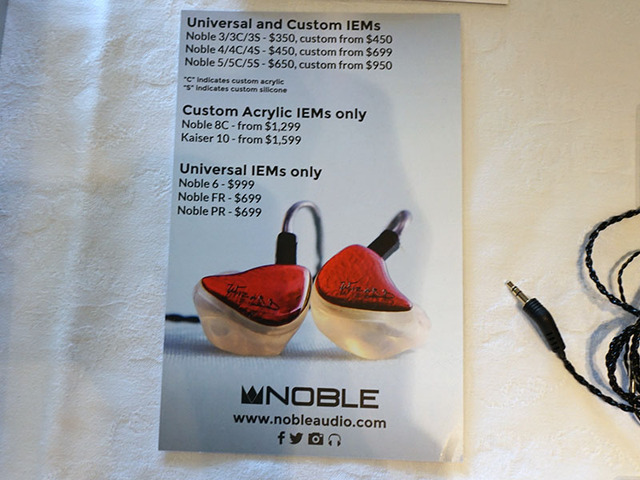 Universal and Custom IEMs
Noble 3/3C/3S - $350, custom from $450
Noble 4/4C/4S - $450, custom from $699
Noble 5/5C/5S - $650, custom from $950
"C" indicates custom acrylic
"S" indicates custom silicone
Custom Acrylic IEMs only
Noble 8C - from $1,299
Kaiser 10 - from $1,599
Universal IEMs only
Noble 6 - $999
Noble FR - $699
Noble PR - $699
Wizard
NOBLE
www.nobleaudio.com